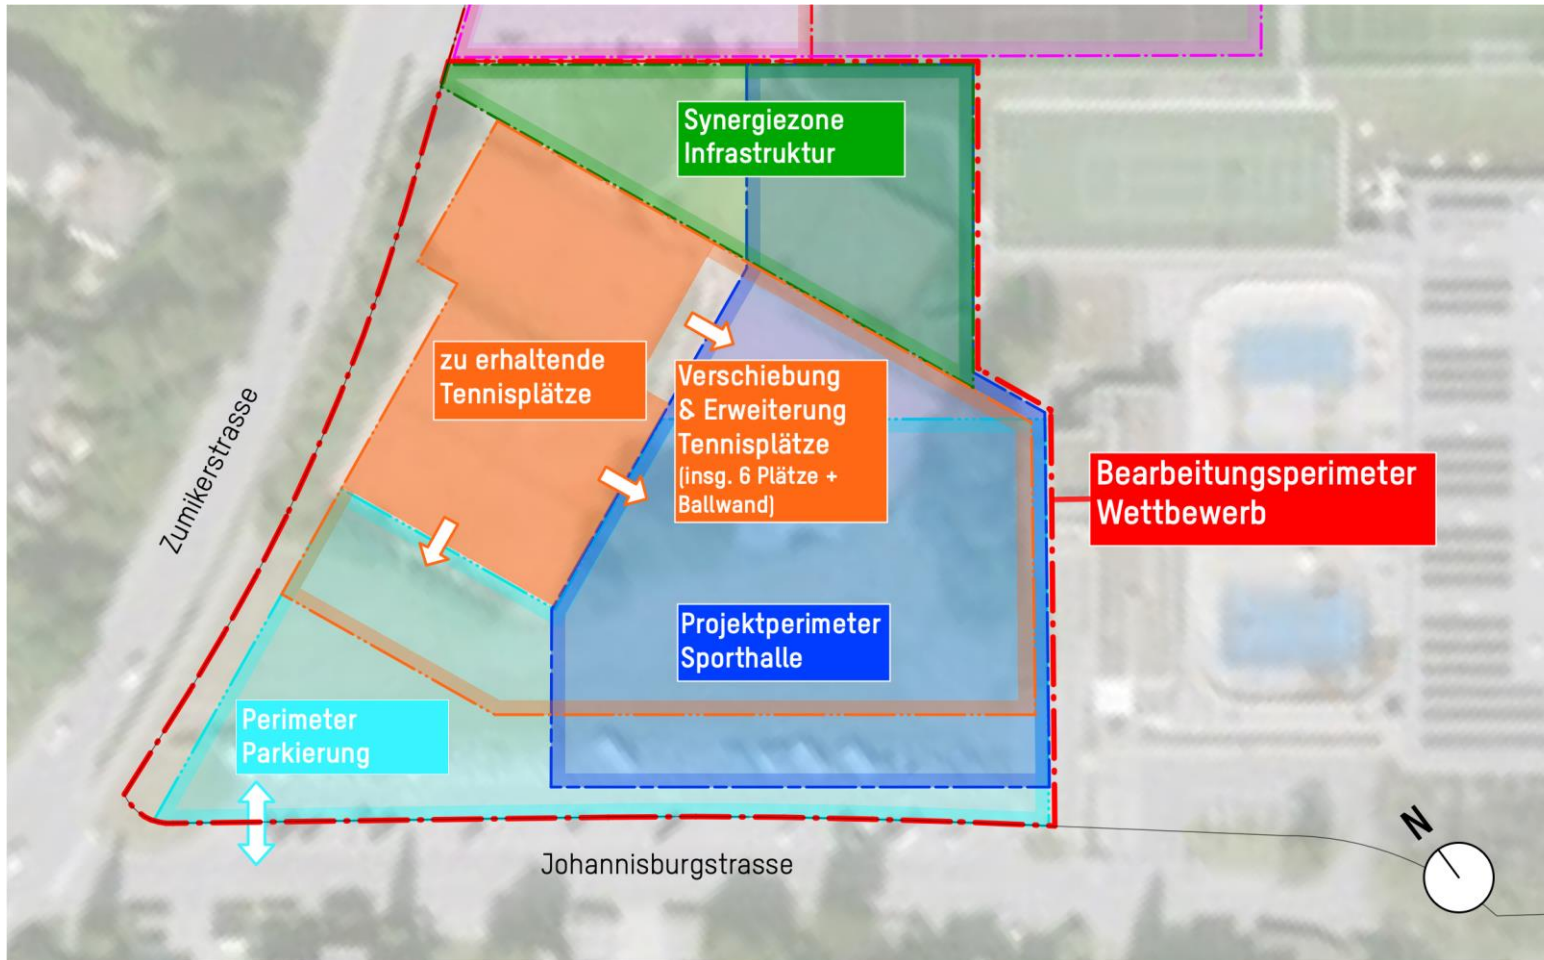 Synergiezone
Infrastruktur
zu erhaltende
Tennisplätze
Verschiebung
& Erweiterung
Tennisplätze
(insg. 6 Plätze +
Ballwand)
Bearbeitungsperimeter
Wettbewerb
Zumikerstrasse
Projektperimeter
Sporthalle
Perimeter
Parkierung
Johannisburgstrasse
N